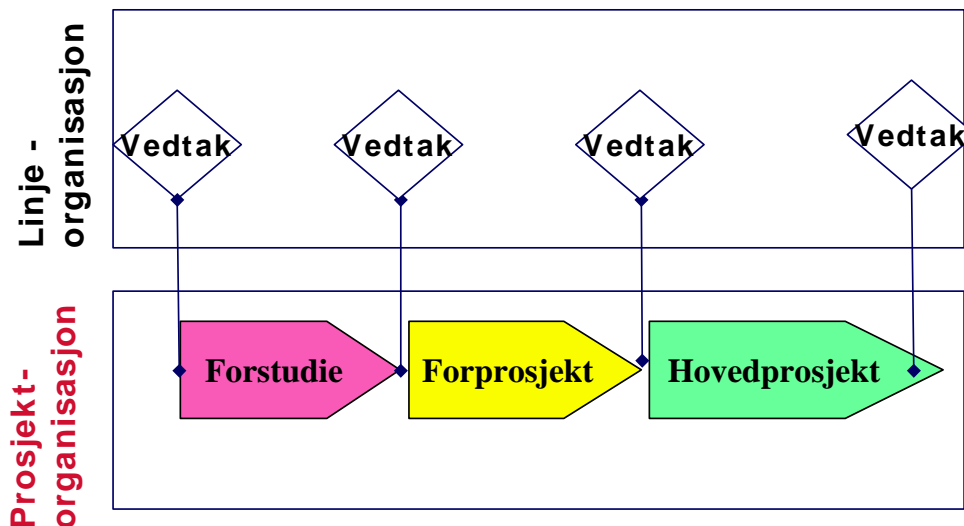 Linje -
organisasjon
Vedtak
Vedtak
Vedtak
Vedtak
Prosjekt-
organisasjon
Forstudie
Forprosjekt
Hovedprosjekt